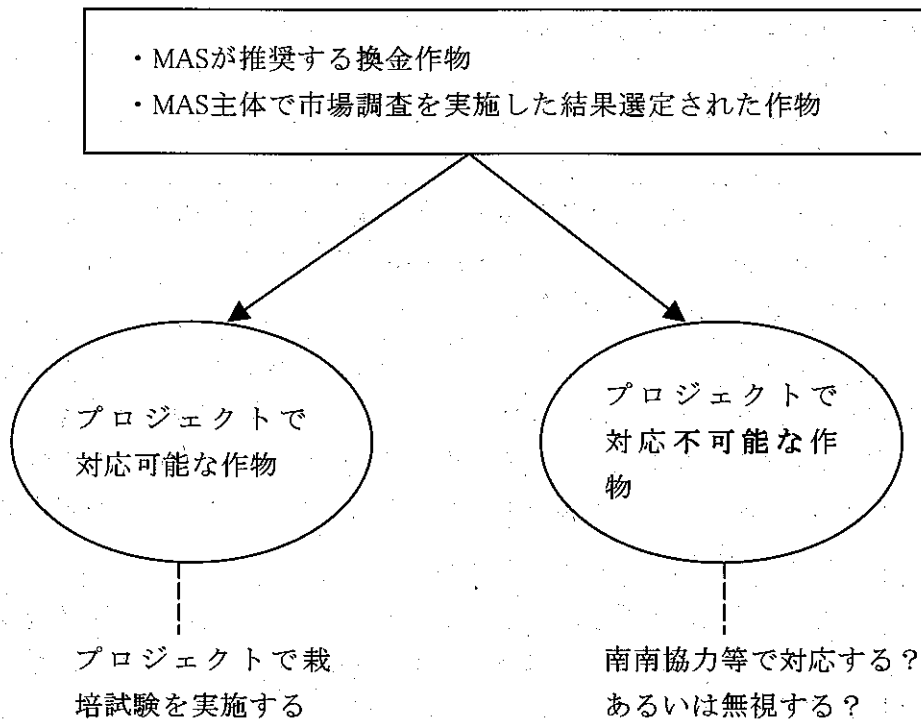 ・MASが推奨する換金作物
・MAS主体で市場調査を実施した結果選定された作物
プロジェクトで
対応可能な作物
プロジェクトで
対応不可能な作
物
プロジェクトで栽
培試験を実施する
南南協力等で対応する？
あるいは無視する？